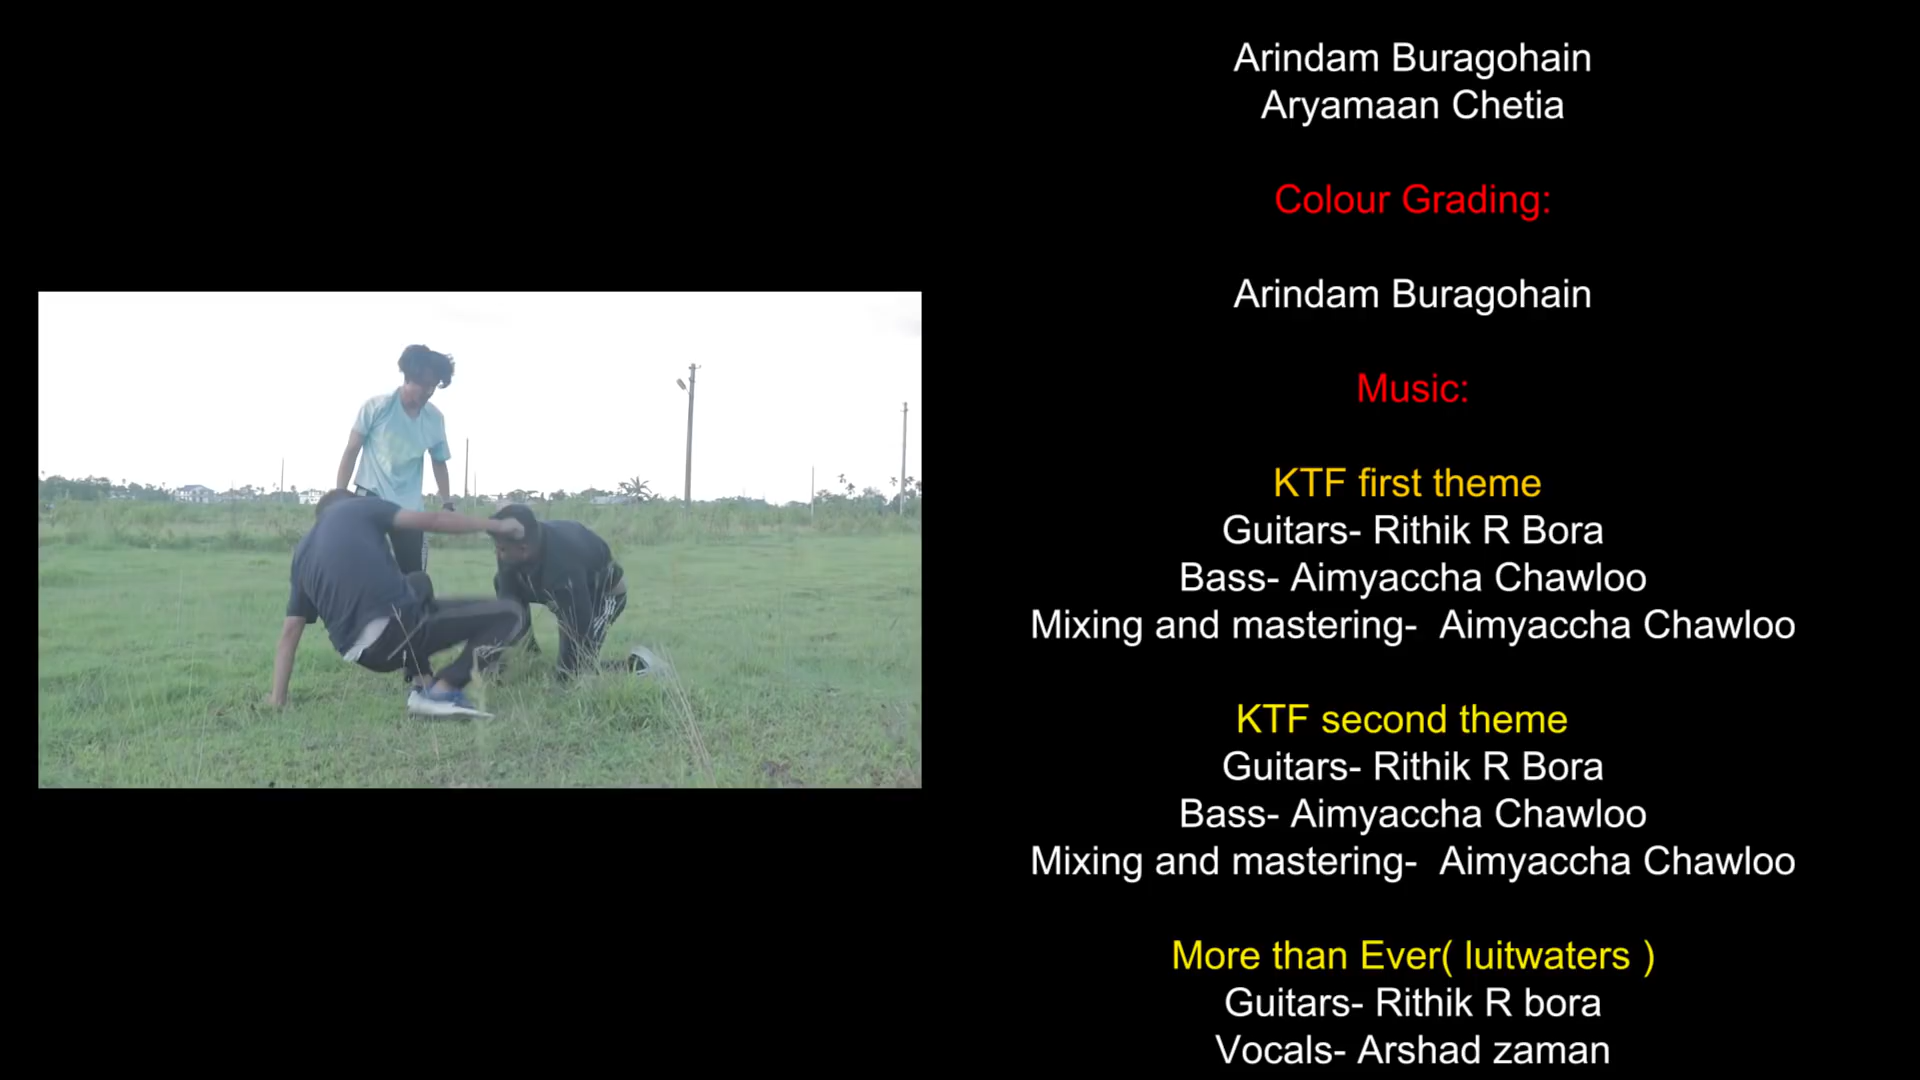 Arindam Buragohain
Aryamaan Chetia
Colour Grading:
Arindam Buragohain
Music:
KTF first theme
Guitars- Rithik R Bora
Bass- Aimyaccha Chawloo
Mixing and mastering-  Aimyaccha Chawloo
KTF second theme
Guitars- Rithik R Bora
Bass- Aimyaccha Chawloo
Mixing and mastering-  Aimyaccha Chawloo
More than Ever( luitwaters )
Guitars- Rithik R bora
Vocals- Arshad zaman